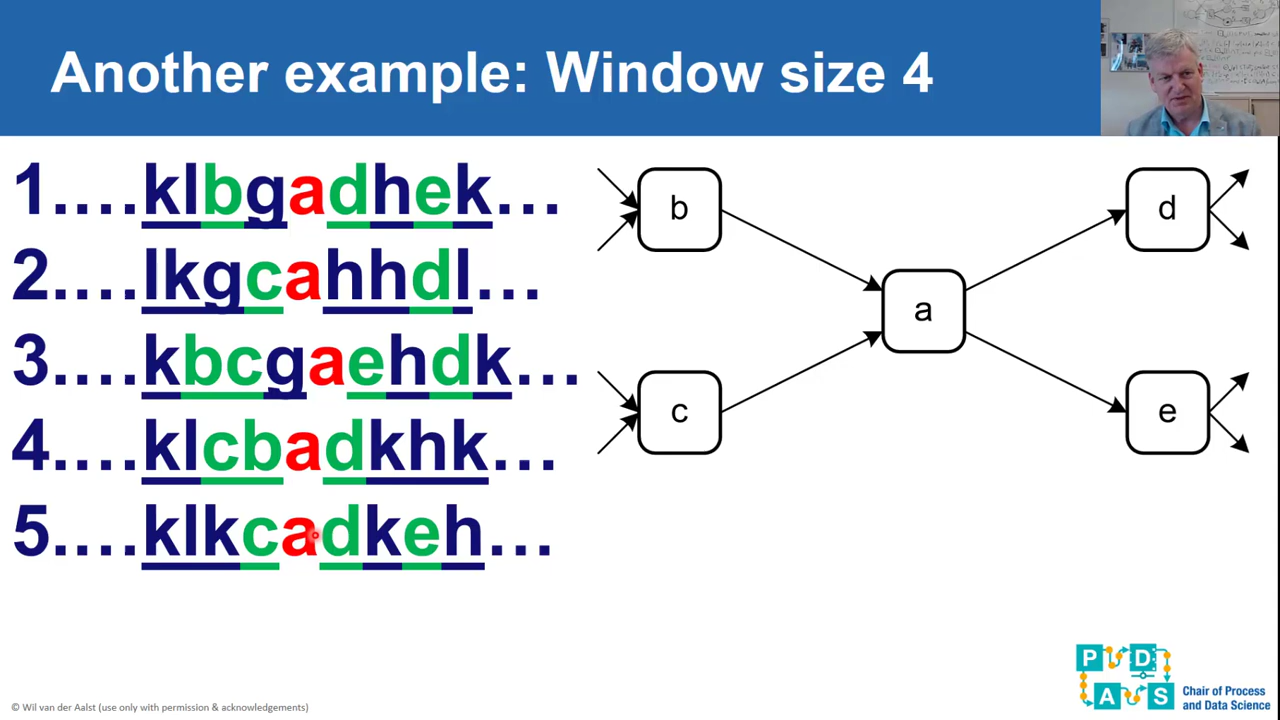 Another example: Window size 4
1....klbgadhek...
2....lkgcahhdl...
3....kbcgaehdk...
4....klcbadkhk...
5....klkcadkeh...
b
d
a
c
e
P D
A S
Chair of Process
and Data Science
© Wil van der Aalst (use only with permission & acknowledgements)